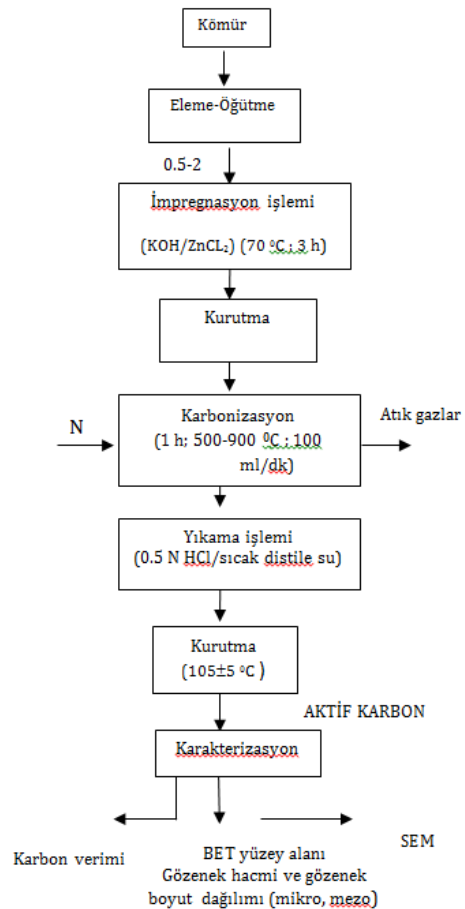 Kömür
Eleme-Öğütme
0.5-2
İmpregnasyon işlemi
(KOH/ZnCL₂) (70 ⁰C ; 3 h)
Kurutma
N
Karbonizasyon
(1 h; 500-900 ⁰C ; 100
ml/dk)
Atık gazlar
Yıkama işlemi
(0.5 N HCl/sıcak distile su)
Kurutma
(105±5 ⁰C )
AKTİF KARBON
Karakterizasyon
Karbon verimi
BET yüzey alanı
Gözenek hacmi ve gözenek
boyut dağılımı (mikro, mezo)
SEM